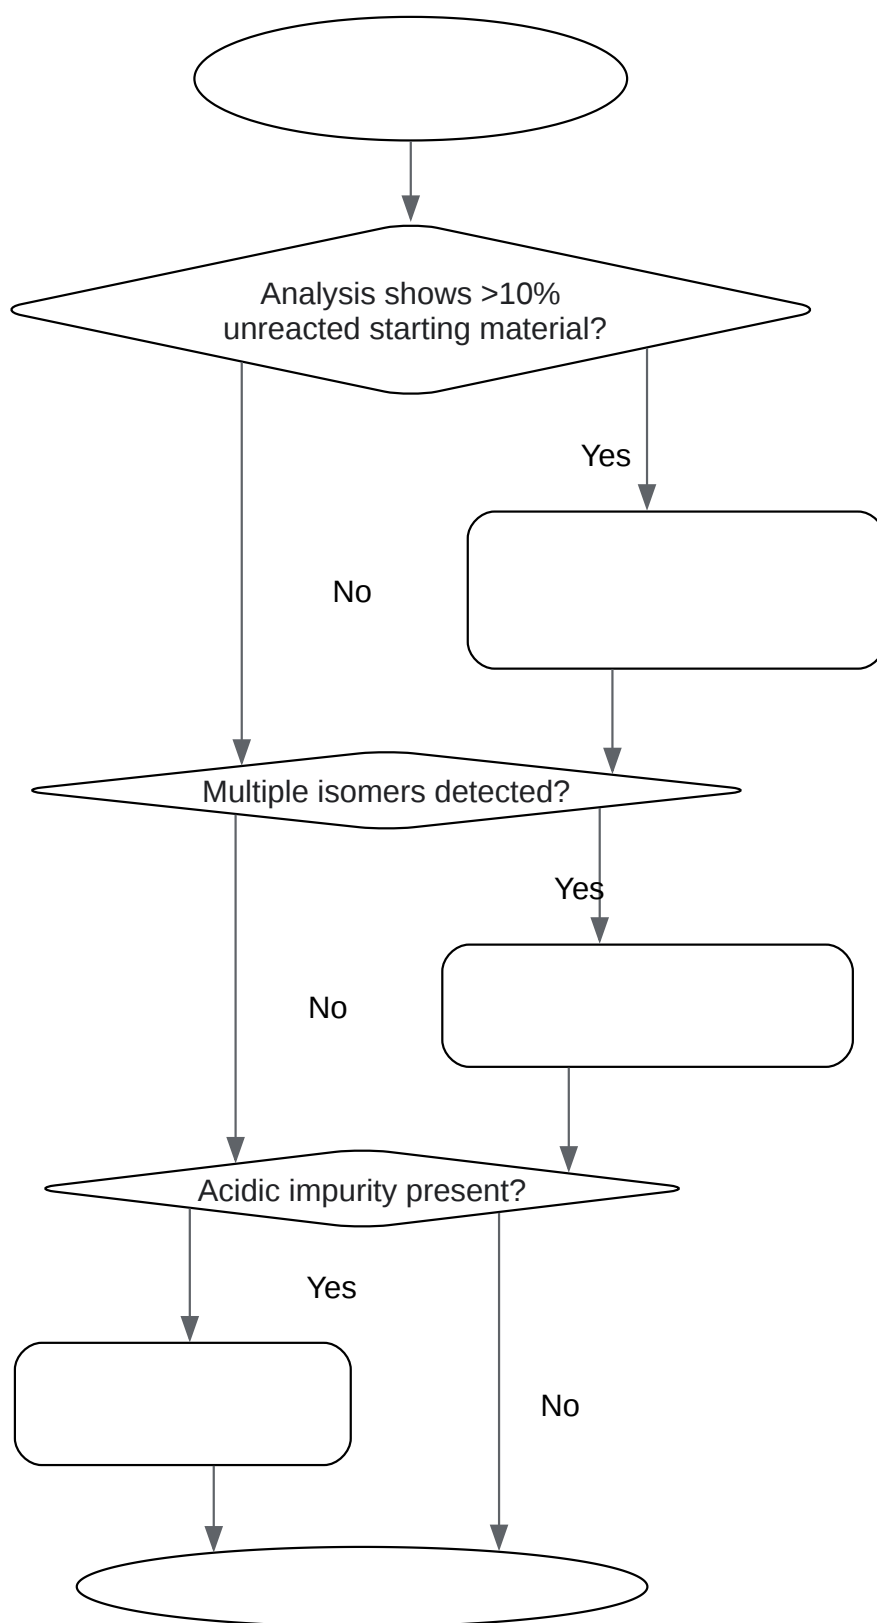 Analysis shows >10%
unreacted starting material?
Yes
No
Multiple isomers detected?
Yes
No
Acidic impurity present?
Yes
No